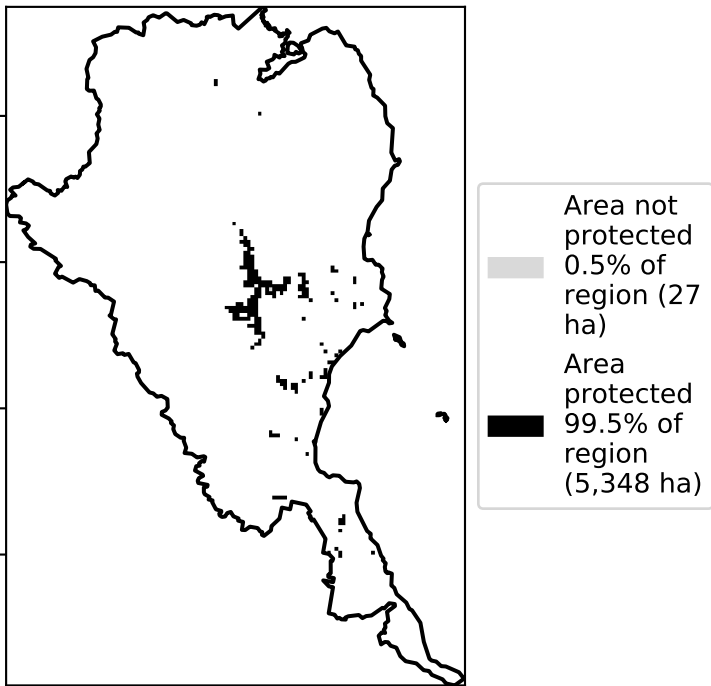 Area not
protected
0.5% of
region (27
ha)
Area
protected
99.5% of
region
(5,348 ha)